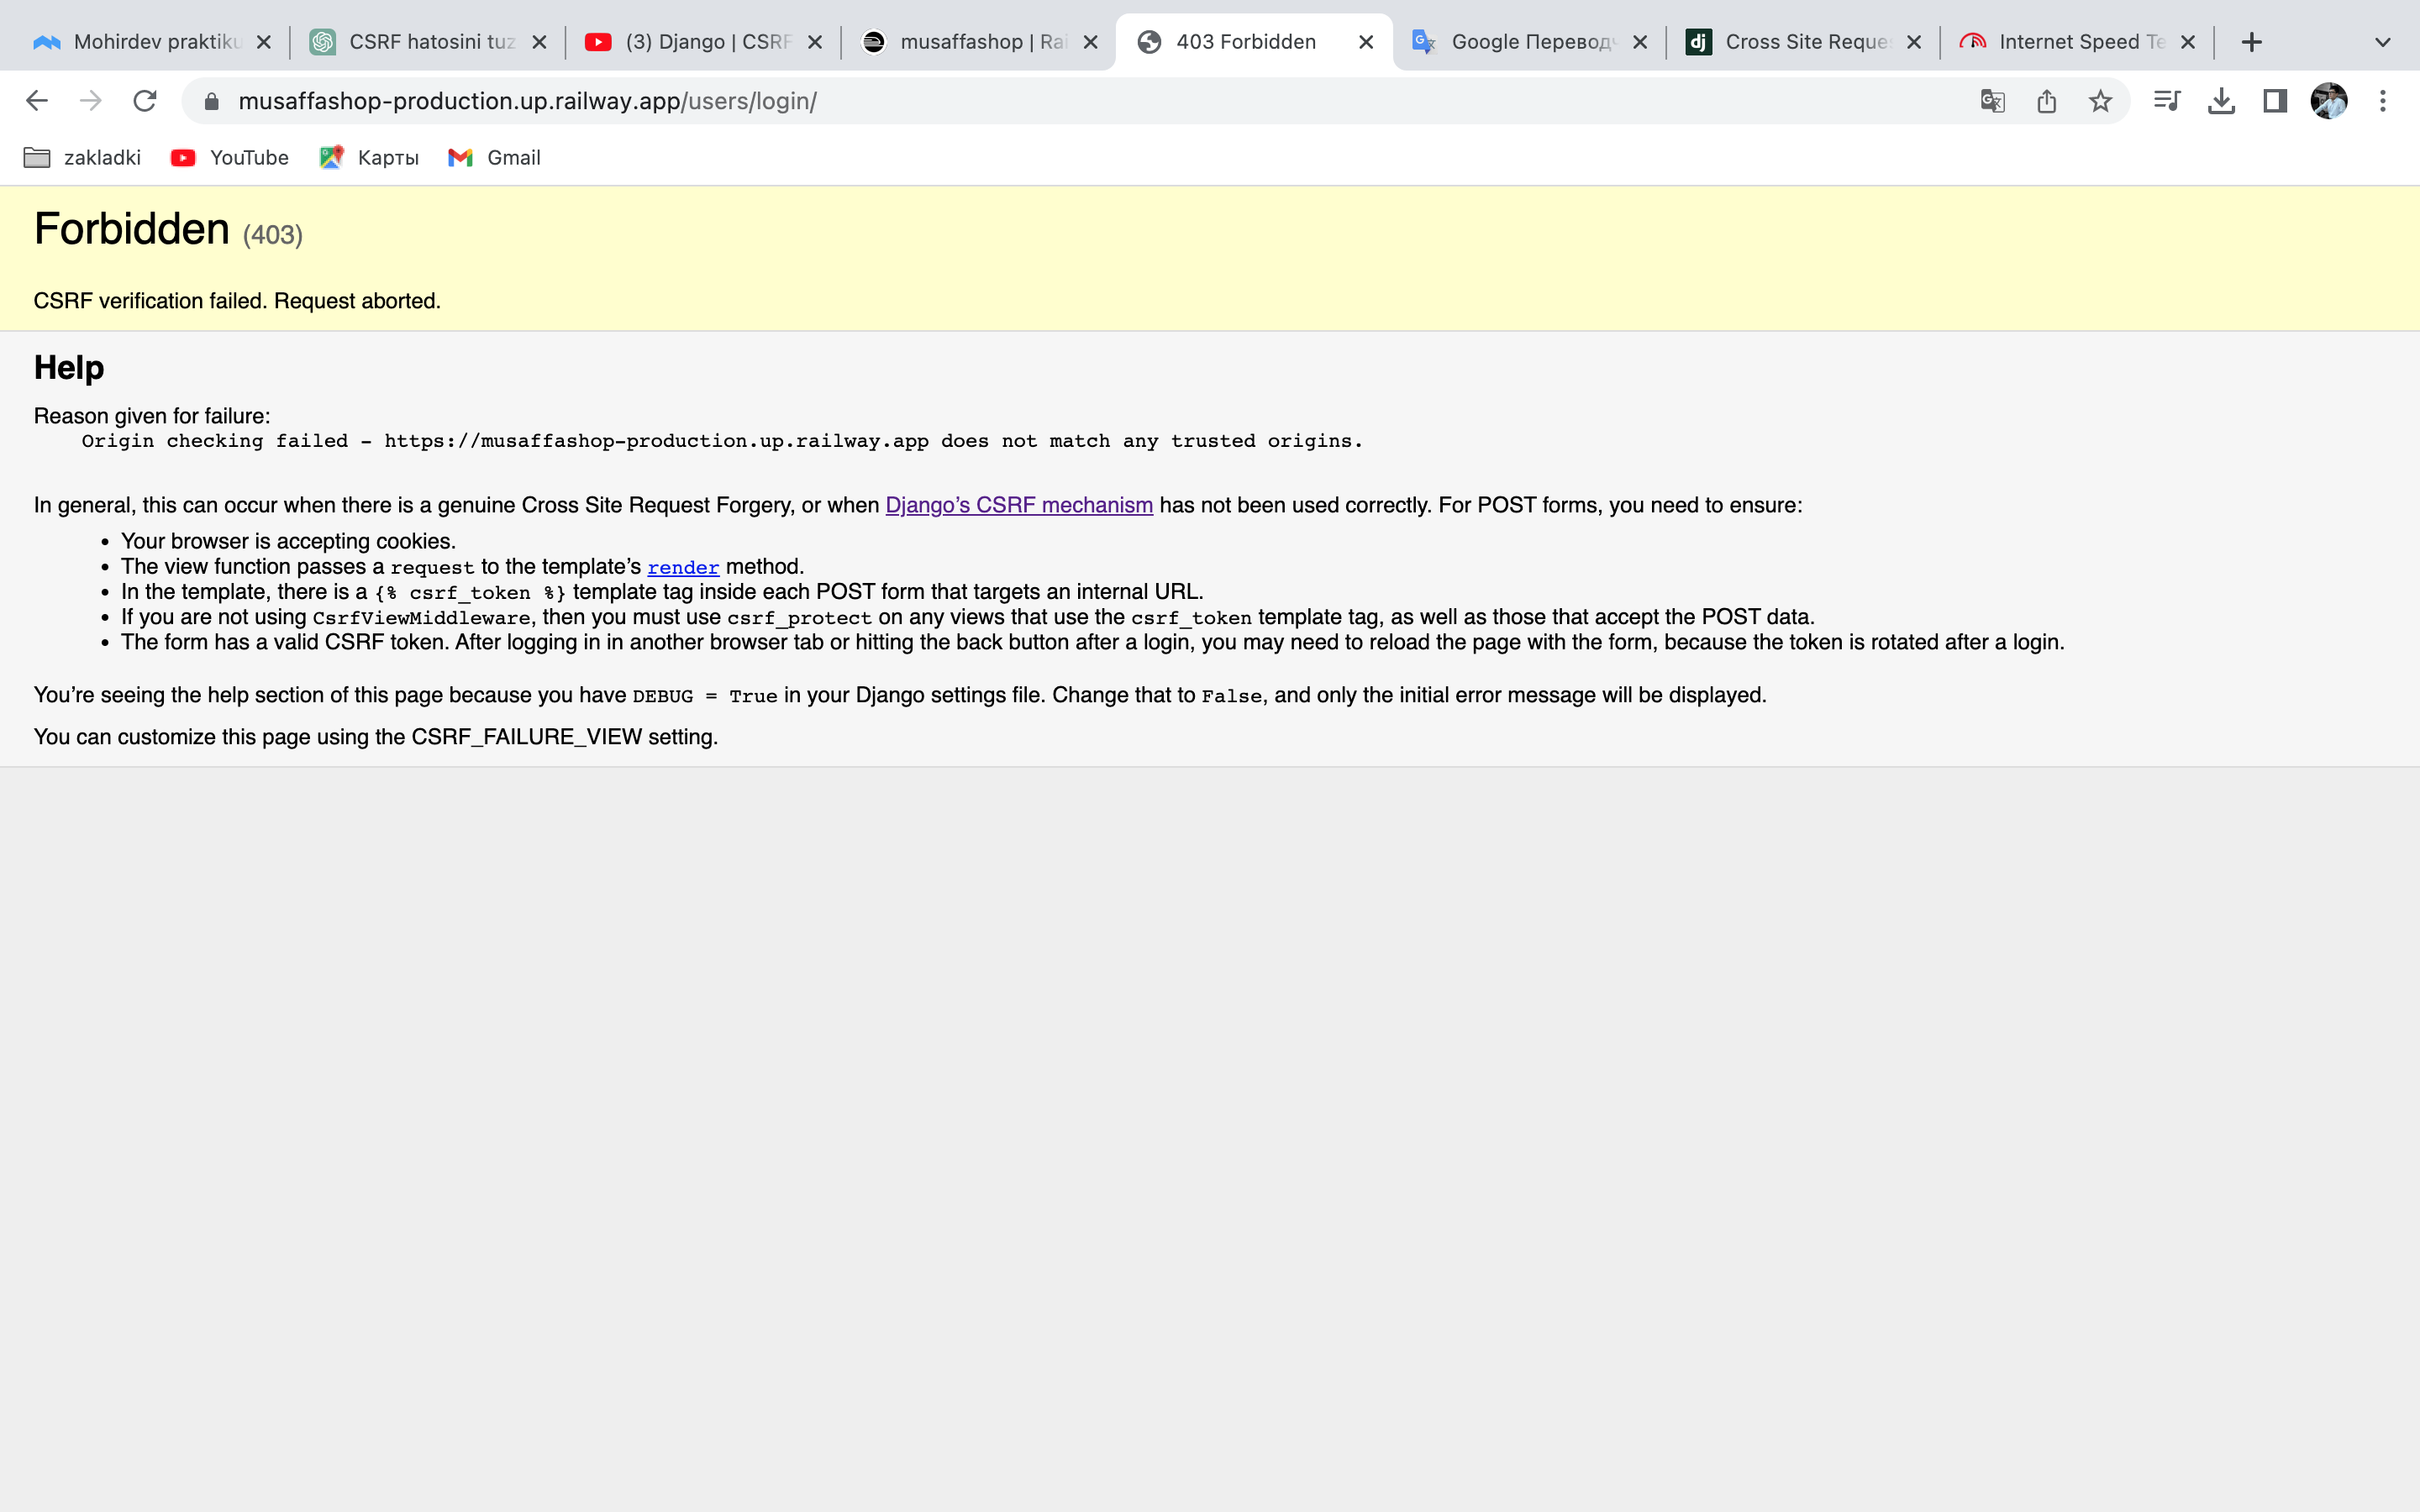 Mohirdev praktiku
CSRF hatosini tuz
(3) Django | CSRF
musaffashop | Rai
403 Forbidden
Google Переводч
Cross Site Reques
Internet Speed Te
musaffashop-production.up.railway.app/users/login/
zakladki
YouTube
Карты
Gmail
Forbidden (403)
CSRF verification failed. Request aborted.
Help
Reason given for failure:
Origin checking failed - https://musaffashop-production.up.railway.app does not match any trusted origins.
In general, this can occur when there is a genuine Cross Site Request Forgery, or when Django’s CSRF mechanism has not been used correctly. For POST forms, you need to ensure:
• Your browser is accepting cookies.
• The view function passes a request to the template’s render method.
• In the template, there is a {% csrf_token %} template tag inside each POST form that targets an internal URL.
• If you are not using CsrfViewMiddleware, then you must use csrf_protect on any views that use the csrf_token template tag, as well as those that accept the POST data.
• The form has a valid CSRF token. After logging in in another browser tab or hitting the back button after a login, you may need to reload the page with the form, because the token is rotated after a login.
You’re seeing the help section of this page because you have DEBUG = True in your Django settings file. Change that to False, and only the initial error message will be displayed.
You can customize this page using the CSRF_FAILURE_VIEW setting.